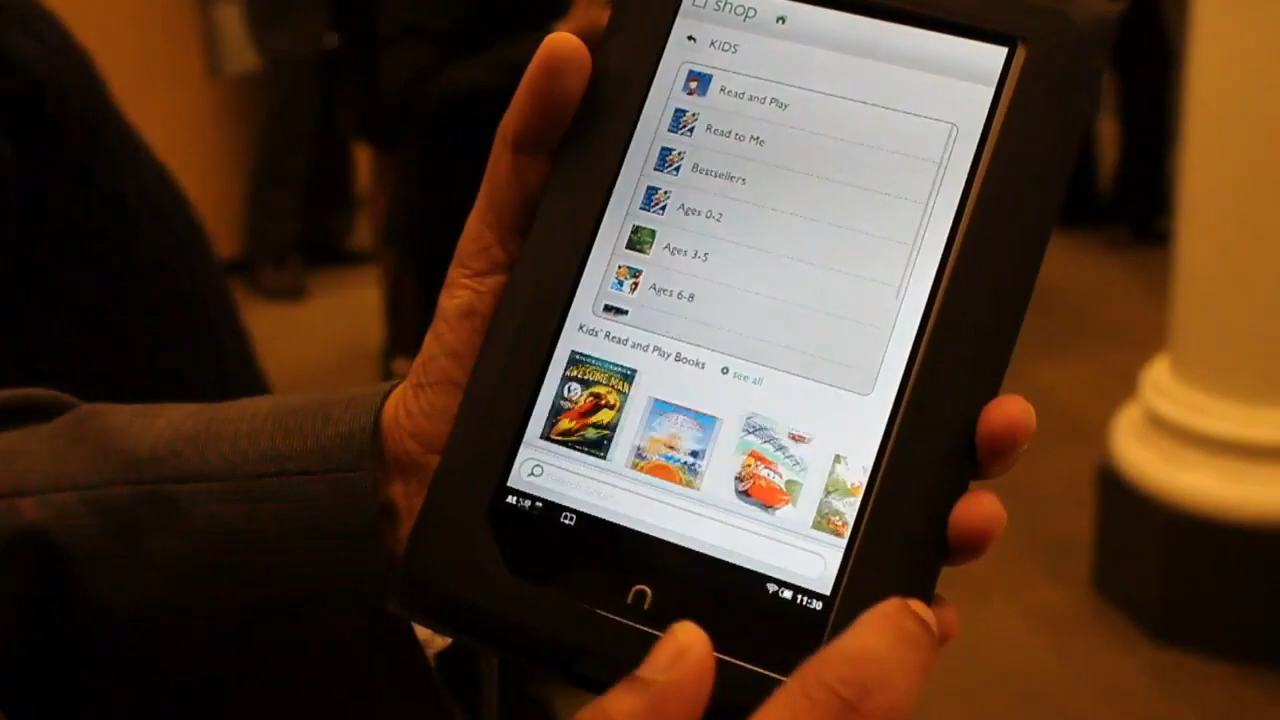 shop
KIDS
Read and Play
Read to Me
Bestsellers
Ages 0-2
Ages 3-5
Ages 6-8
Kids' Read and Play Books
see all
AWESOME MAN
11:30